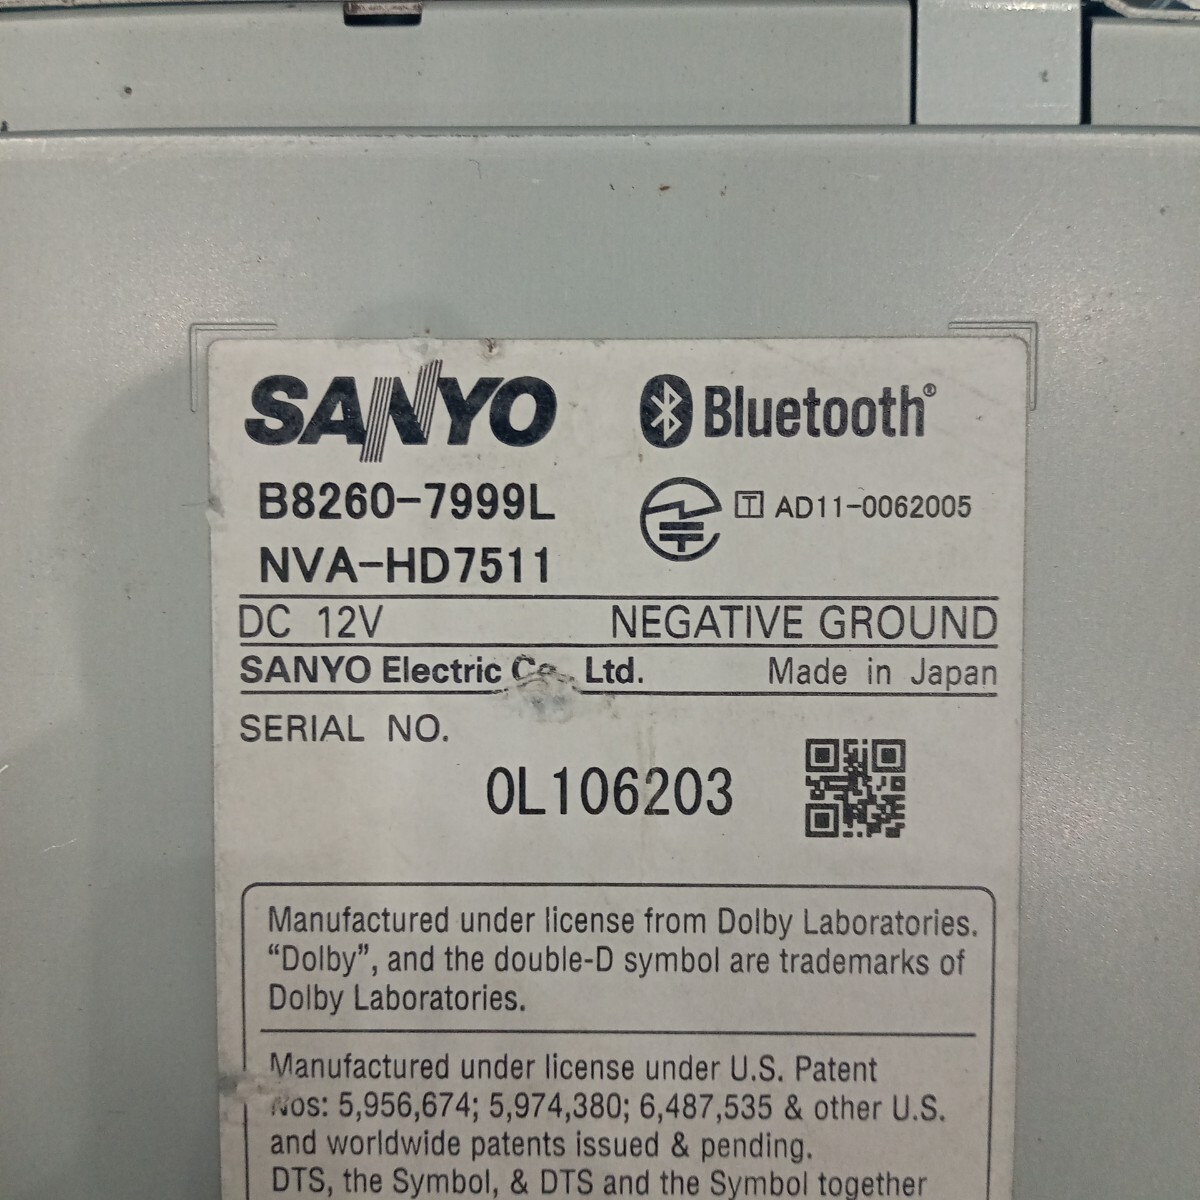 SANYO
Bluetooth®
B8260-7999L
T AD11-0062005
NVA-HD7511
DC 12V NEGATIVE GROUND
SANYO Electric Co., Ltd. Made in Japan
SERIAL NO.
0L106203
Manufactured under license from Dolby Laboratories.
“Dolby”, and the double-D symbol are trademarks of
Dolby Laboratories.
Manufactured under license under U.S. Patent
Nos: 5,956,674; 5,974,380; 6,487,535 & other U.S.
and worldwide patents issued & pending.
DTS, the Symbol, & DTS and the Symbol together